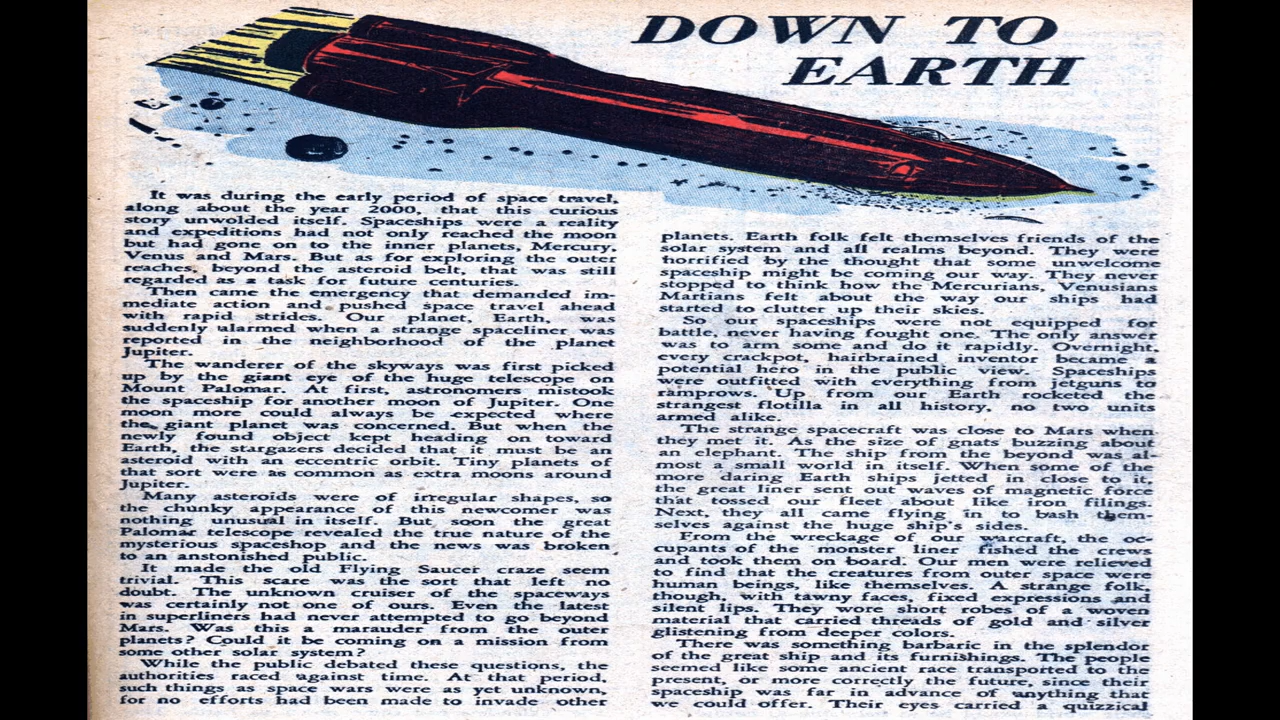 DOWN TO
EARTH
It was during the early period of space travel,
along about the year 2000, that this curious
story unwolded itself. Spaceships were a reality
and expeditions had not only reached the moon
but had gone on to the inner planets, Mercury,
Venus and Mars. But as for exploring the outer
reaches, beyond the asteroid belt, that was still
regarded as a task for future centuries.
Then came the emergency that demanded im-
mediate action and pushed space travel ahead
with rapid strides. Our planet, Earth, was
suddenly alarmed when a strange spaceliner was
reported in the neighborhood of the planet
Jupiter.
The wanderer of the skyways was first picked
up by the giant eye of the huge telescope on
Mount Palomar. At first, astronomers mistook
the spaceship for another moon of Jupiter. One
moon more could always be expected where
the giant planet was concerned. But when the
newly found object kept heading on toward
Earth, the stargazers decided that it must be an
asteroid with an eccentric orbit. Tiny planets of
that sort were as common as extra moons around
Jupiter.
Many asteroids were of irregular shapes, so
the chunky appearance of this newcomer was
nothing unusual in itself. But soon the great
Palomar telescope revealed the true nature of the
mysterious spaceshop and the news was broken
to an anstonished public.
It made the old Flying Saucer craze seem
trivial. This scare was the sort that left no
doubt. The unknown cruiser of the spaceways
was certainly not one of ours. Even the latest
in superliners had never attempted to go beyond
Mars. Was this a marauder from the outer
planets? Could it be coming on a mission from
some other solar system?
While the public debated these questions, the
authorities raced against time. At that period,
such things as space wars were as yet unknown,
for no efforts had been made to invade other
planets. Earth folk felt themselves friends of the
solar system and all realms beyond. They were
horrified by the thought that some unwelcome
spaceship might be coming our way. They never
stopped to think how the Mercurians, Venusians
Martians felt about the way our ships had
started to clutter up their skies.
So our spaceships were not equipped for
battle, never having fought one. The only answer
was to arm some and do it rapidly. Overnight,
every crackpot, hairbrained inventor became a
potential hero in the public view. Spaceships
were outfitted with everything from jetguns to
ramprows. Up from our Earth rocketed the
strangest flotilla in all history, no two units
armed alike.
The strange spacecraft was close to Mars when
they met it. As the size of gnats buzzing about
an elephant. The ship from the beyond was al-
most a small world in itself. When some of the
more daring Earth ships jetted in close to it,
the great liner sent out waves of magnetic force
that tossed our fleet about like iron filings.
Next, they all came flying in to bash them-
selves against the huge ship's sides.
From the wreckage of our warcraft, the oc-
cupants of the monster liner fished the crews
and took them on board. Our men were relieved
to find that the creatures from outer space were
human beings, like themselves. A strange folk,
though, with tawny faces, fixed expressions and
silent lips. They wore short robes of a woven
material that carried threads of gold and silver
glistening from deeper colors.
There was something barbaric in the splendor
of the great ship and its furnishings. The people
seemed like some ancient race transported to the
present, or more correctly the future, since their
spaceship was far in advance of anything that
we could offer. Their eyes carried a quizzical